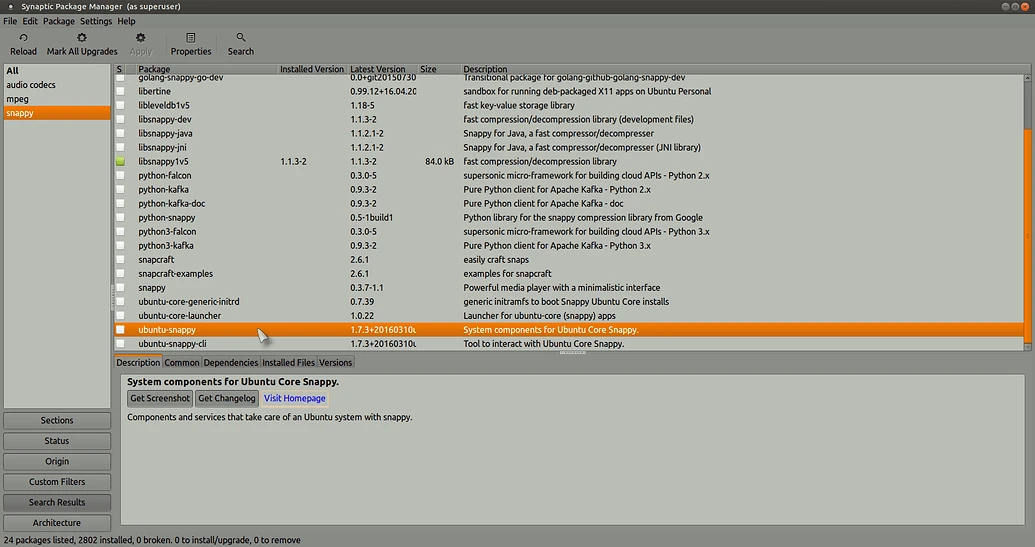 Synaptic Package Manager (as superuser)
File Edit Package Settings Help
Reload Mark All Upgrades Apply Properties Search
All
audio codecs
mpeg
snappy
S Package Installed Version Latest Version Size Description
golang-snappy-go-dev 0.0+git20150730 Transitional package for golang-github-golang-snappy-dev
libertine 0.99.12+16.04.20 sandbox for running deb-packaged X11 apps on Ubuntu Personal
libleveldb1v5 1.18-5 fast key-value storage library
libsnappy-dev 1.1.3-2 fast compression/decompression library (development files)
libsnappy-java 1.1.2.1-2 Snappy for Java, a fast compressor/decompresser
libsnappy-jni 1.1.2.1-2 Snappy for Java, a fast compressor/decompresser (JNI library)
libsnappy1v5 1.1.3-2 1.1.3-2 84.0 kB fast compression/decompression library
python-falcon 0.3.0-5 supersonic micro-framework for building cloud APIs - Python 2.x
python-kafka 0.9.3-2 Pure Python client for Apache Kafka - Python 2.x
python-kafka-doc 0.9.3-2 Pure Python client for Apache Kafka - doc
python-snappy 0.5-1build1 Python library for the snappy compression library from Google
python3-falcon 0.3.0-5 supersonic micro-framework for building cloud APIs - Python 3.x
python3-kafka 0.9.3-2 Pure Python client for Apache Kafka - Python 3.x
snapcraft 2.6.1 easily craft snaps
snapcraft-examples 2.6.1 examples for snapcraft
snappy 0.3.7-1.1 Powerful media player with a minimalistic interface
ubuntu-core-generic-initrd 0.7.39 generic initramfs to boot Snappy Ubuntu Core installs
ubuntu-core-launcher 1.0.22 Launcher for ubuntu-core (snappy) apps
ubuntu-snappy 1.7.3+20160310u System components for Ubuntu Core Snappy.
ubuntu-snappy-cli 1.7.3+20160310u Tool to interact with Ubuntu Core Snappy.
Description Common Dependencies Installed Files Versions
System components for Ubuntu Core Snappy.
Get Screenshot Get Changelog Visit Homepage
Components and services that take care of an Ubuntu system with snappy.
Sections
Status
Origin
Custom Filters
Search Results
Architecture
24 packages listed, 2802 installed, 0 broken. 0 to install/upgrade, 0 to remove